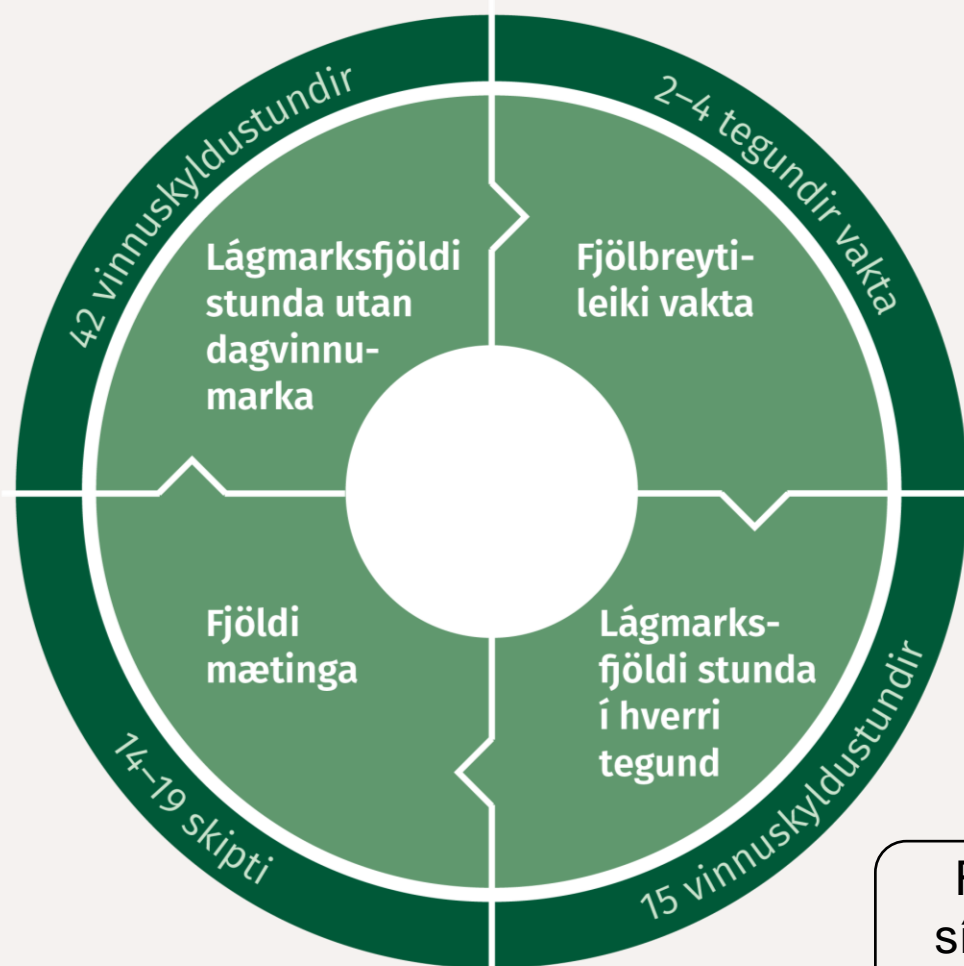 42 vinnuskyldustundir
Lágmarksfjöldi
stunda utan
dagvinnu-
marka
2–4 tegundir vakta
Fjölbreyti-
leiki vakta
Fjöldi
mætinga
14–19 skipti
Lágmarks-
fjöldi stunda
í hverri
tegund
15 vinnuskyldustundir